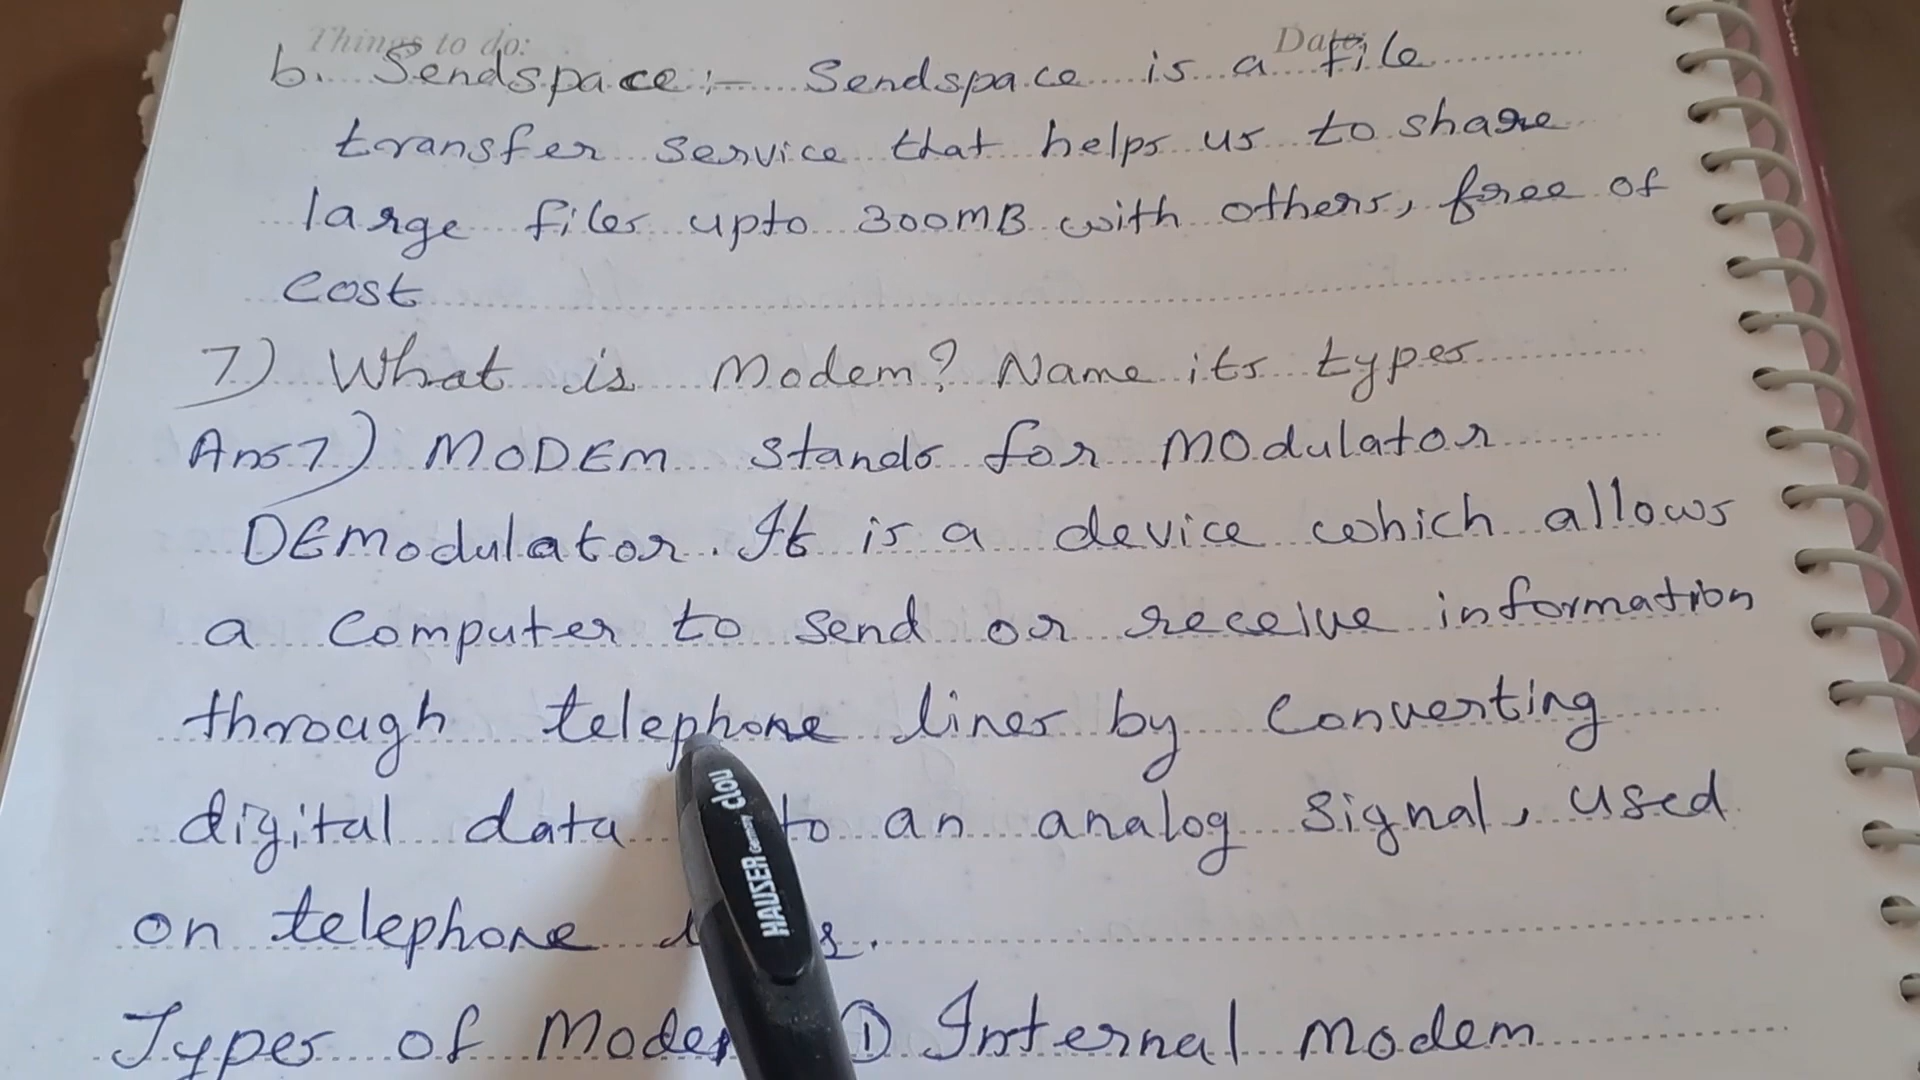 Things to do:
Date:
b. Sendspace :- Sendspace is a file
transfer service that helps us to share
large files upto 300MB with others, free of
cost
7) What is Modem? Name its types
Ans 7) MODEM stands for MOdulator
DEModulator. It is a device which allows
a computer to send or receive information
through telephone lines by converting
digital data to an analog signal, used
on telephone
Types of Modem ① Internal Modem
HAUSER Germany clou